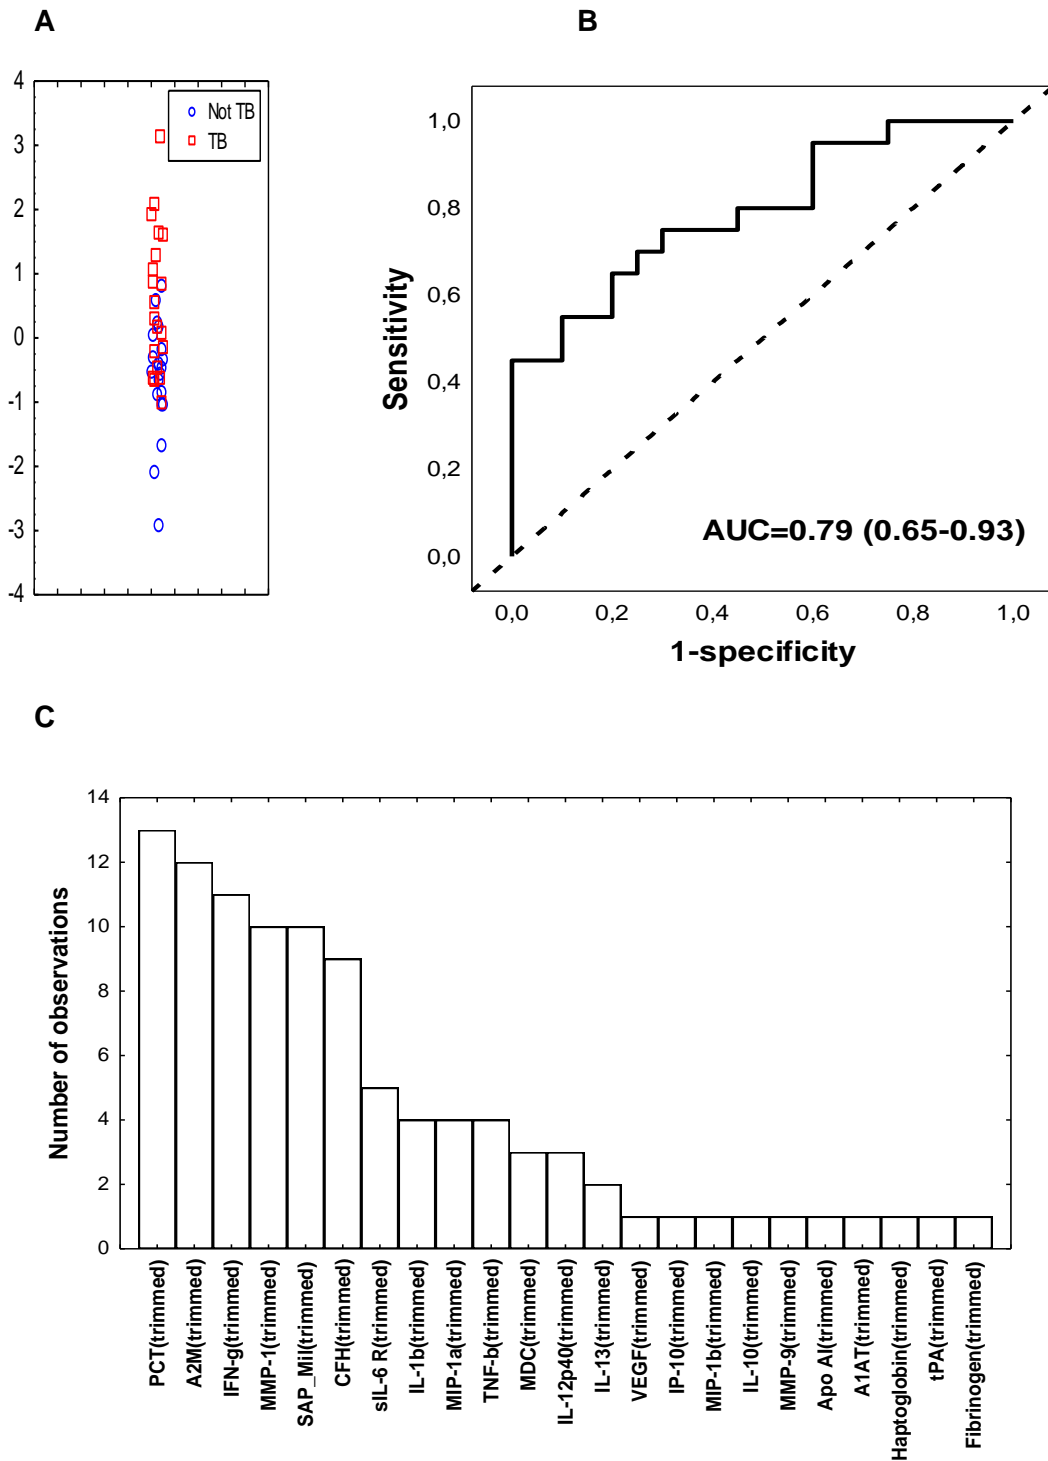 A
B
4
3
2
1
0
-1
-2
-3
-4
Not TB
TB
1,0
0,8
0,6
0,4
0,2
0,0
Sensitivity
AUC=0.79 (0.65-0.93)
0,0 0,2 0,4 0,6 0,8 1,0
1-specificity
C
14
12
10
8
6
4
2
0
Number of observations
PCT(trimmed)
A2M(trimmed)
IFN-g(trimmed)
MMP-1(trimmed)
SAP_Mil(trimmed)
CFH(trimmed)
sIL-6 R(trimmed)
IL-1b(trimmed)
MIP-1a(trimmed)
TNF-b(trimmed)
MDC(trimmed)
IL-12p40(trimmed)
IL-13(trimmed)
VEGF(trimmed)
IP-10(trimmed)
MIP-1b(trimmed)
IL-10(trimmed)
MMP-9(trimmed)
Apo AI(trimmed)
A1AT(trimmed)
Haptoglobin(trimmed)
tPA(trimmed)
Fibrinogen(trimmed)